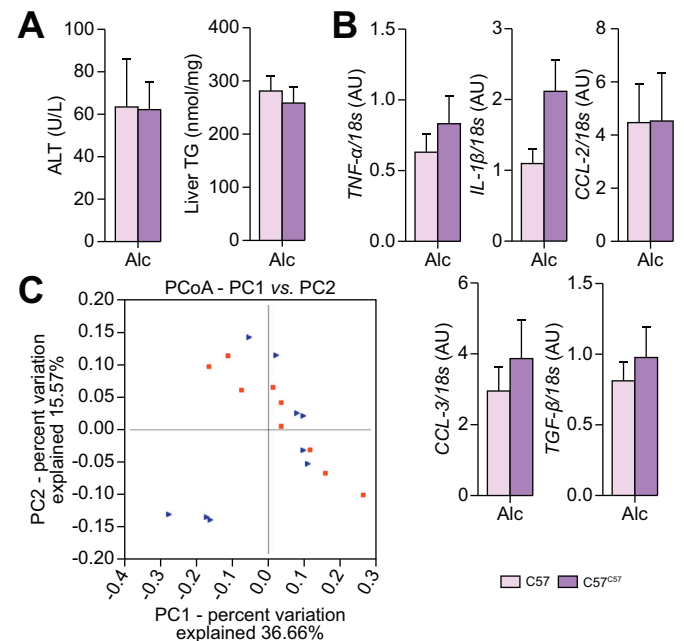 A
ALT (U/L)
100
80
60
40
20
0
Alc
Liver TG (nmol/mg)
400
300
200
100
0
Alc
B
TNF-α/18s (AU)
1.5
1.0
0.5
0.0
Alc
IL-1β/18s (AU)
3
2
1
0
Alc
CCL-2/18s (AU)
8
6
4
2
0
Alc
C
PCoA - PC1 vs. PC2
PC2 - percent variation
explained 15.57%
0.20
0.15
0.10
0.05
0.00
-0.05
-0.10
-0.15
-0.20
-0.4
-0.3
-0.2
-0.1
0.0
0.1
0.2
0.3
PC1 - percent variation
explained 36.66%
CCL-3/18s (AU)
6
4
2
0
Alc
TGF-β/18s (AU)
1.5
1.0
0.5
0.0
Alc
C57 C57^C57